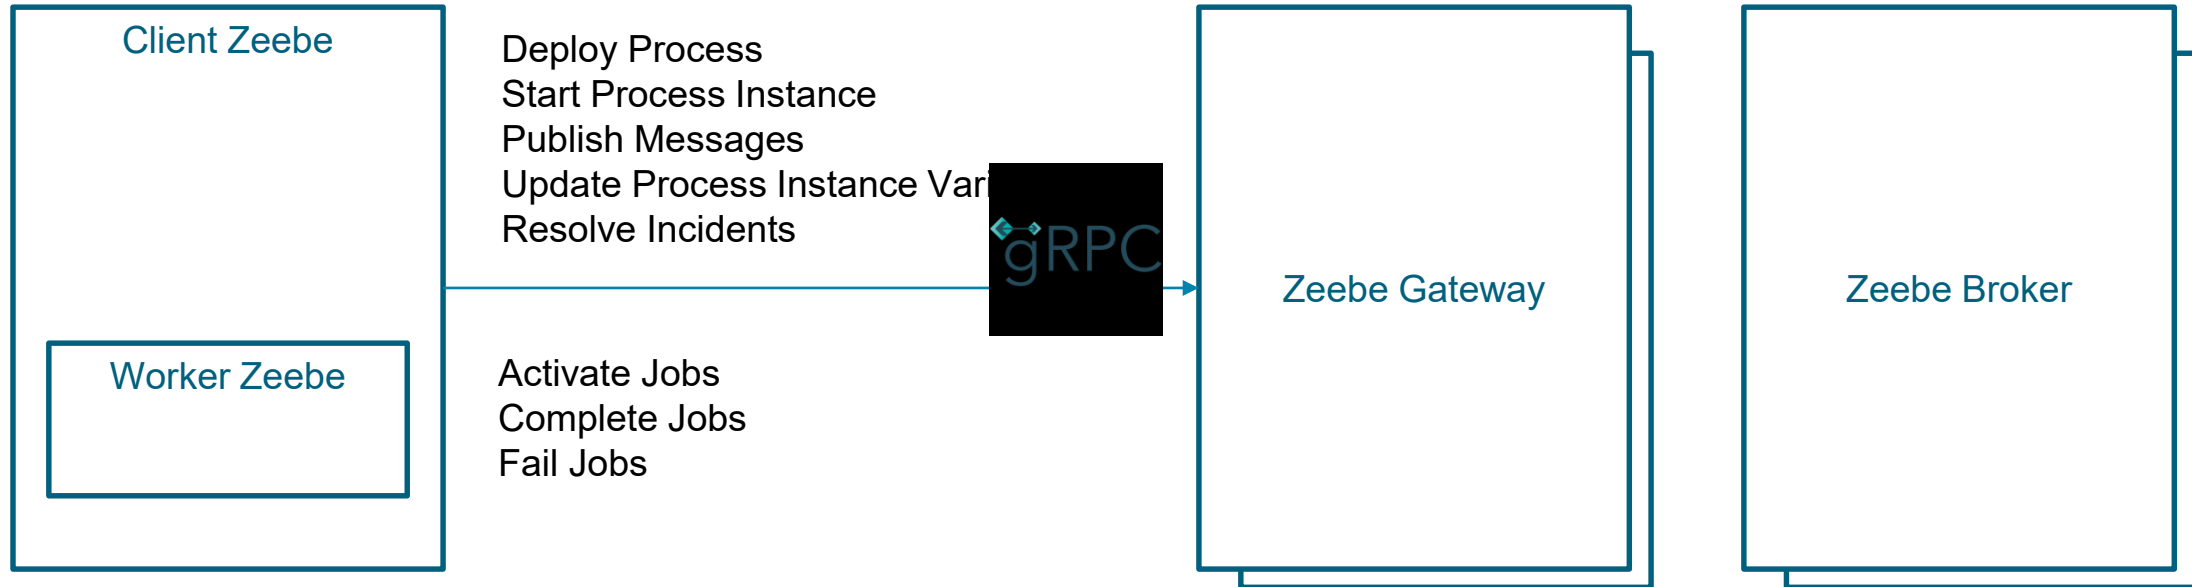 Client Zeebe
Deploy Process
Start Process Instance
Publish Messages
Update Process Instance Vari
Resolve Incidents
gRPC
Zeebe Gateway
Zeebe Broker
Worker Zeebe
Activate Jobs
Complete Jobs
Fail Jobs